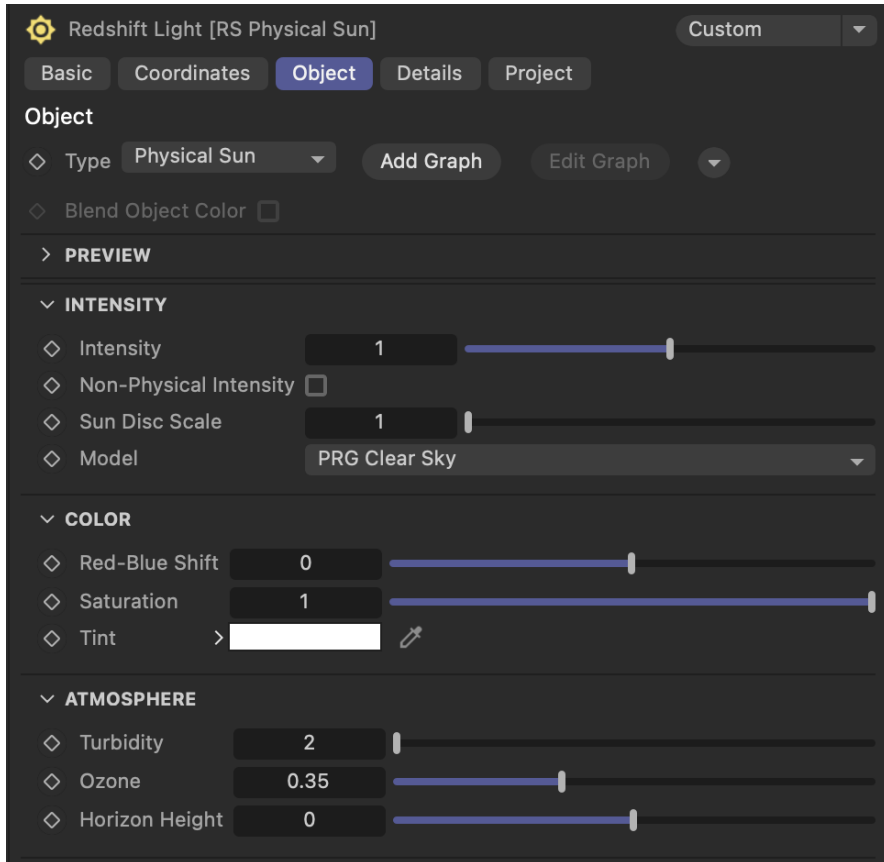 Redshift Light [RS Physical Sun] Custom
Basic Coordinates Object Details Project
Object
Type Physical Sun Add Graph Edit Graph
Blend Object Color
PREVIEW
INTENSITY
Intensity 1
Non-Physical Intensity
Sun Disc Scale 1
Model PRG Clear Sky
COLOR
Red-Blue Shift 0
Saturation 1
Tint
ATMOSPHERE
Turbidity 2
Ozone 0.35
Horizon Height 0